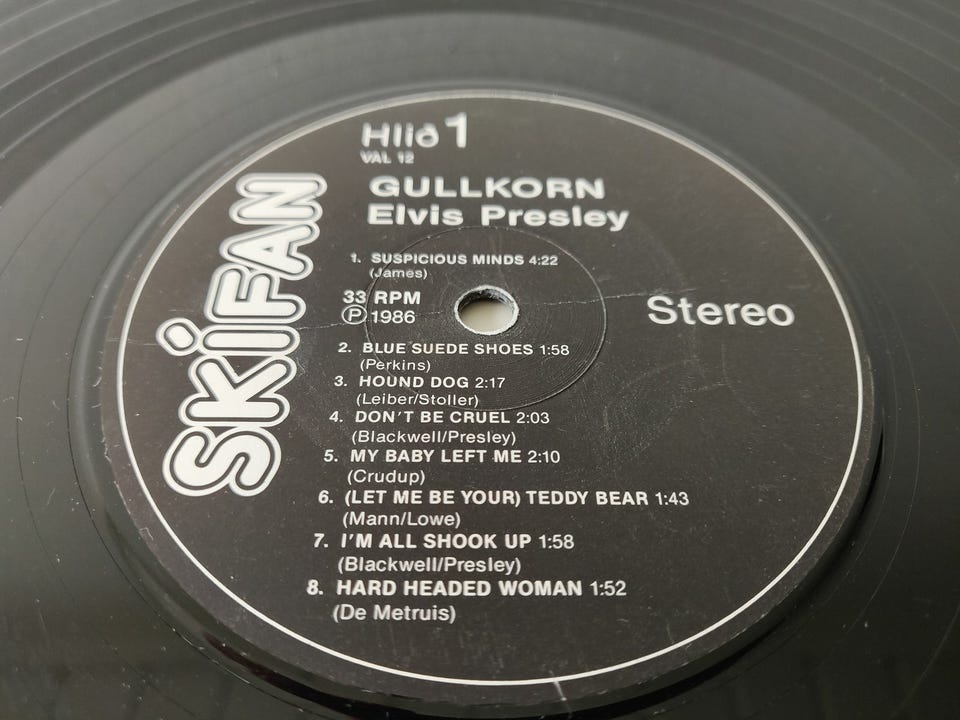 SKÍFAN
Hlið 1
VAL 12
GULLKORN
Elvis Presley
1. SUSPICIOUS MINDS 4:22
(James)
33 RPM
Ⓟ 1986
Stereo
2. BLUE SUEDE SHOES 1:58
(Perkins)
3. HOUND DOG 2:17
(Leiber/Stoller)
4. DON'T BE CRUEL 2:03
(Blackwell/Presley)
5. MY BABY LEFT ME 2:10
(Crudup)
6. (LET ME BE YOUR) TEDDY BEAR 1:43
(Mann/Lowe)
7. I'M ALL SHOOK UP 1:58
(Blackwell/Presley)
8. HARD HEADED WOMAN 1:52
(De Metruis)